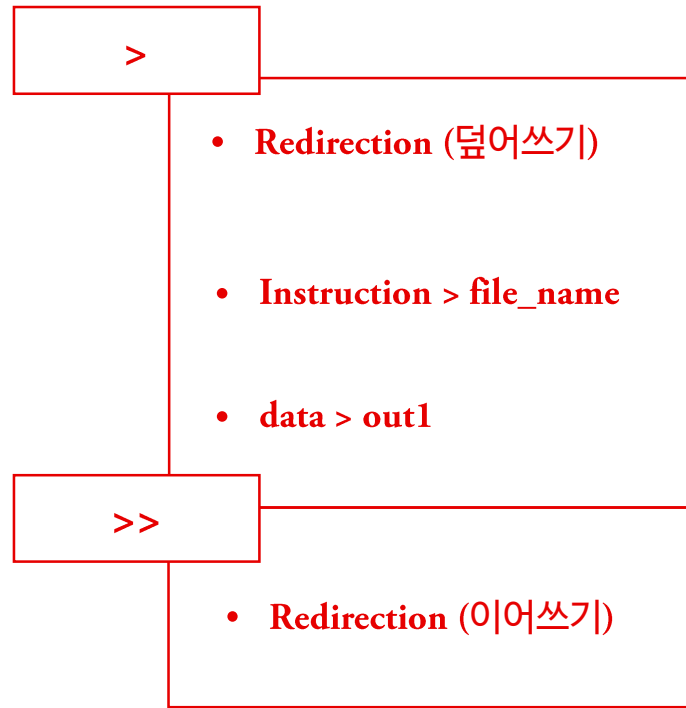 >
• Redirection (덮어쓰기)
• Instruction > file_name
• data > out1
>>
• Redirection (이어쓰기)